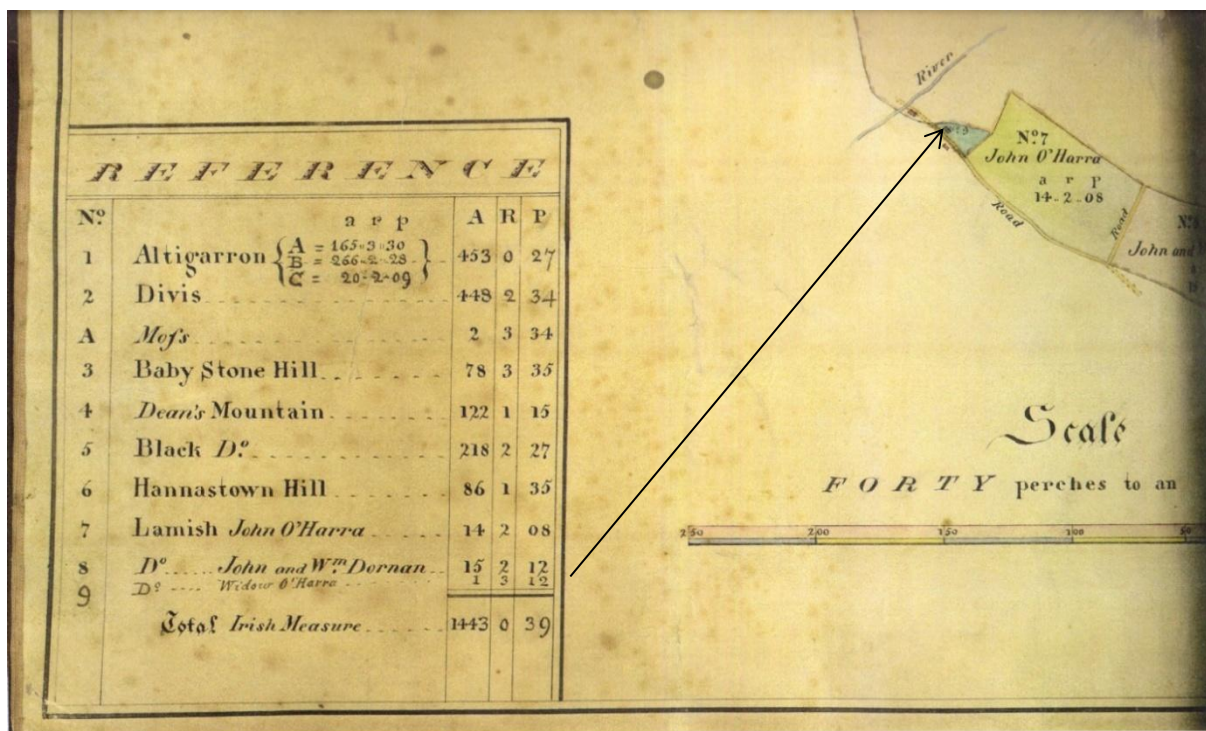 REFERENCE
Nº a r p A R P
1 Altigarron { A = 165-3-30 B = 266-2-28 C = 20-2-09 } 453 0 27
2 Divis 448 2 34
A Mofs 2 3 34
3 Baby Stone Hill 78 3 35
4 Dean's Mountain 122 1 15
5 Black Dº. 218 2 27
6 Hannastown Hill 86 1 35
7 Lamish John O'Harra 14 2 08
8 Dº John and Wm. Dornan 15 2 12
9 Dº Widow O'Harra 1 3 12
Total Irish Measure 1443 0 39
River
Nº. 7
John O'Harra
a r p
14-2-08
Road
Road
John and
Scale
FORTY perches to an
250 200 150 100 50